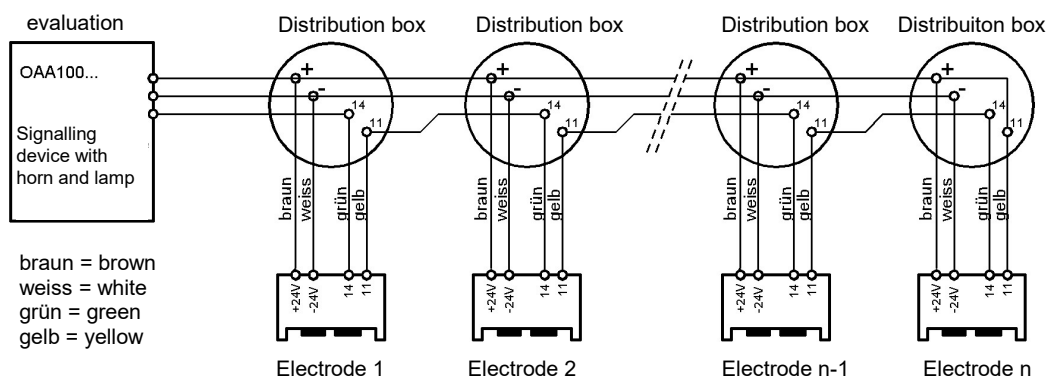 evaluation
Distribution box
Distribution box
Distribution box
Distribuiton box
OAA100...
Signalling
device with
horn and lamp
+
-
14
11
+
-
14
11
+
-
14
11
+
-
14
11
braun
weiss
grün
gelb
braun
weiss
grün
gelb
braun
weiss
grün
gelb
braun
weiss
grün
gelb
braun = brown
weiss = white
grün = green
gelb = yellow
+24V
-24V
14
11
+24V
-24V
14
11
+24V
-24V
14
11
+24V
-24V
14
11
Electrode 1
Electrode 2
Electrode n-1
Electrode n